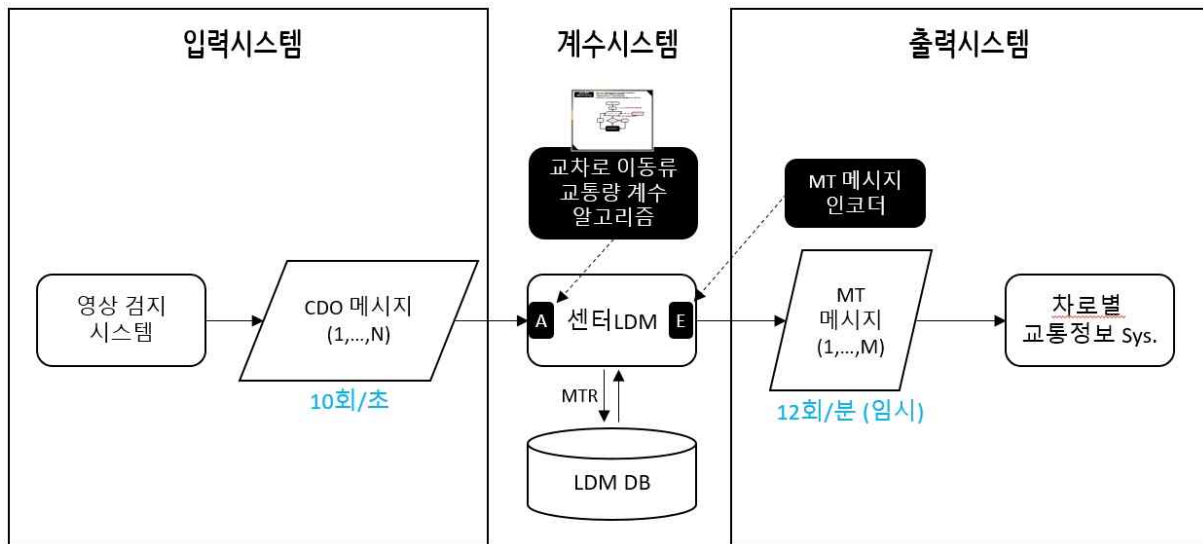 입력시스템
계수시스템
출력시스템
교차로 이동류
교통량 계수
알고리즘
MT 메시지
인코더
영상 검지
시스템
CDO 메시지
(1,...,N)
10회/초
A
센터LDM
E
MT
메시지
(1,...,M)
12회/분 (임시)
차로별
교통정보 Sys.
MTR
LDM DB